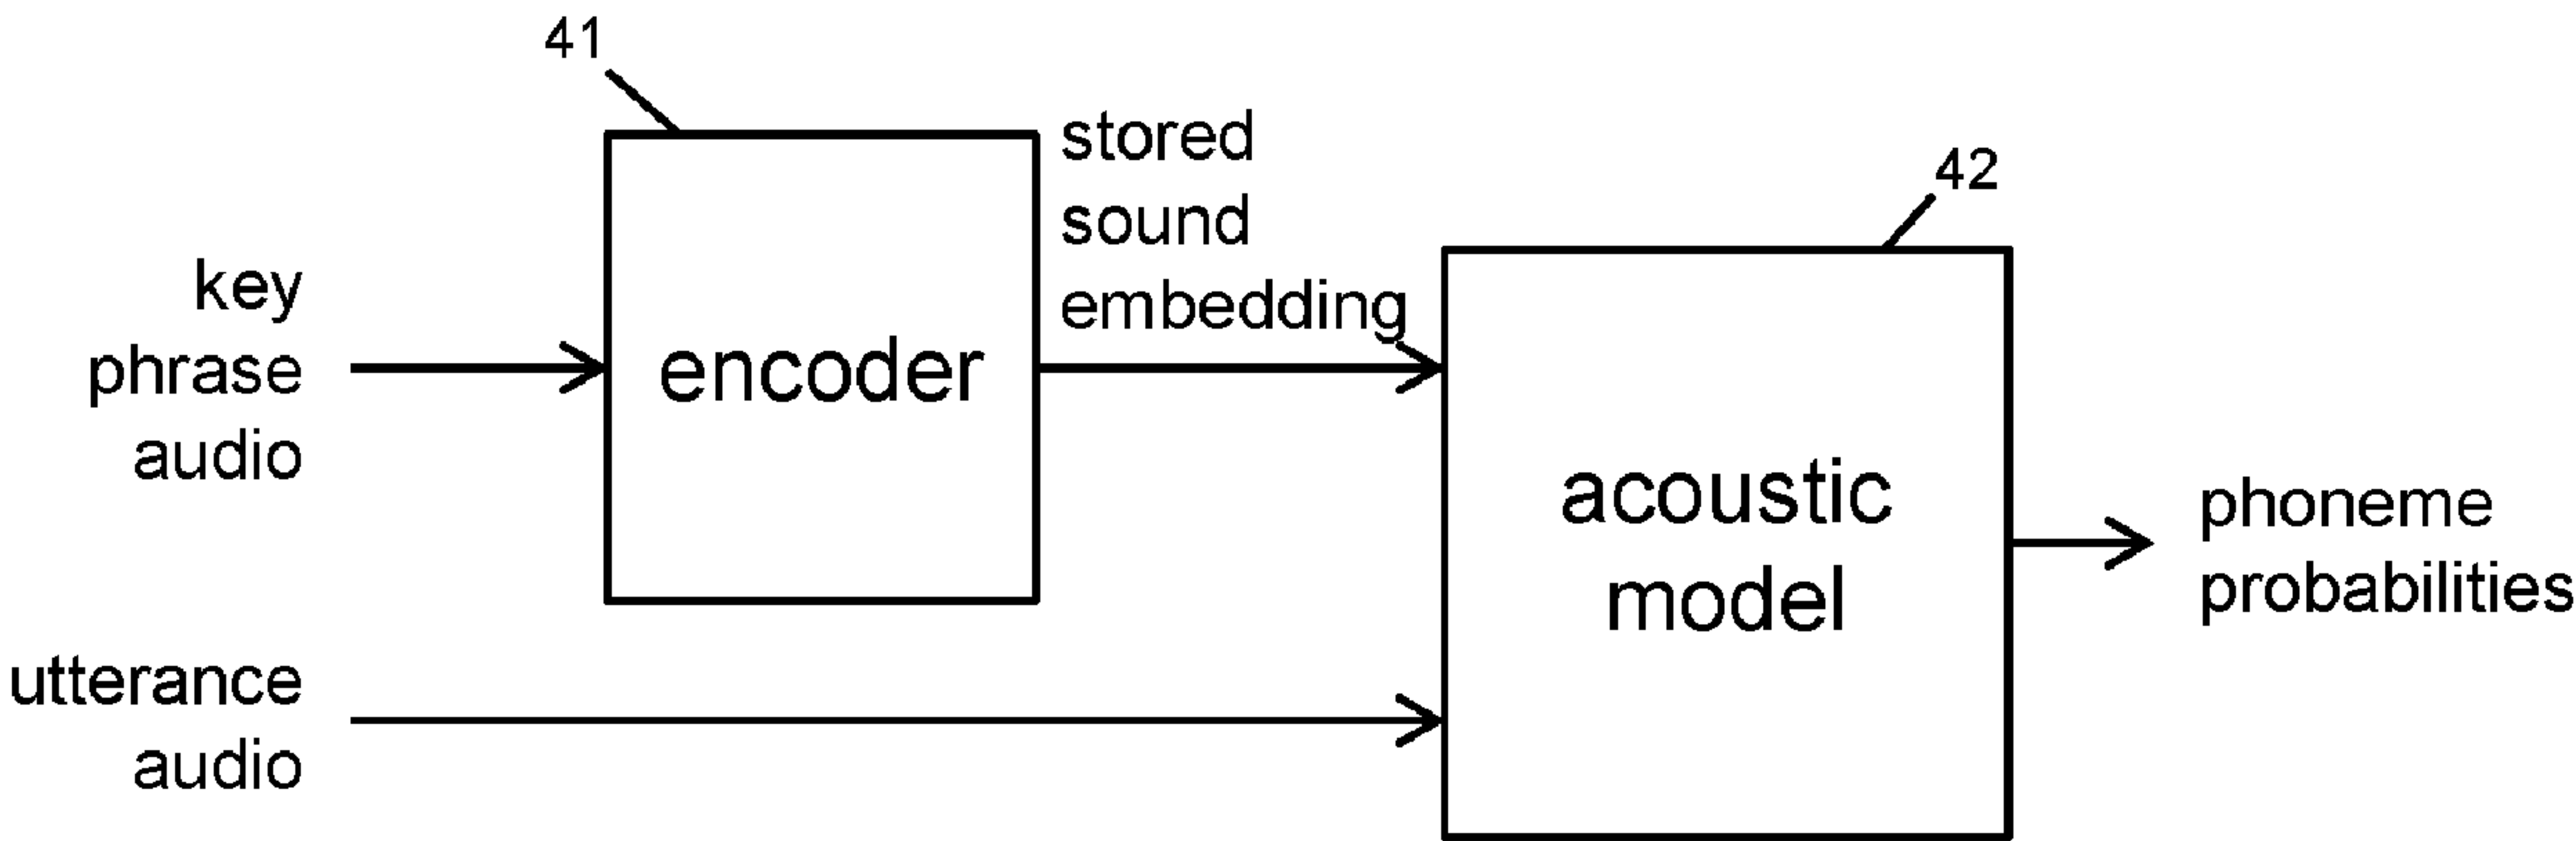 41
stored
sound
embedding
42
key
phrase
audio
encoder
acoustic
model
phoneme
probabilities
utterance
audio